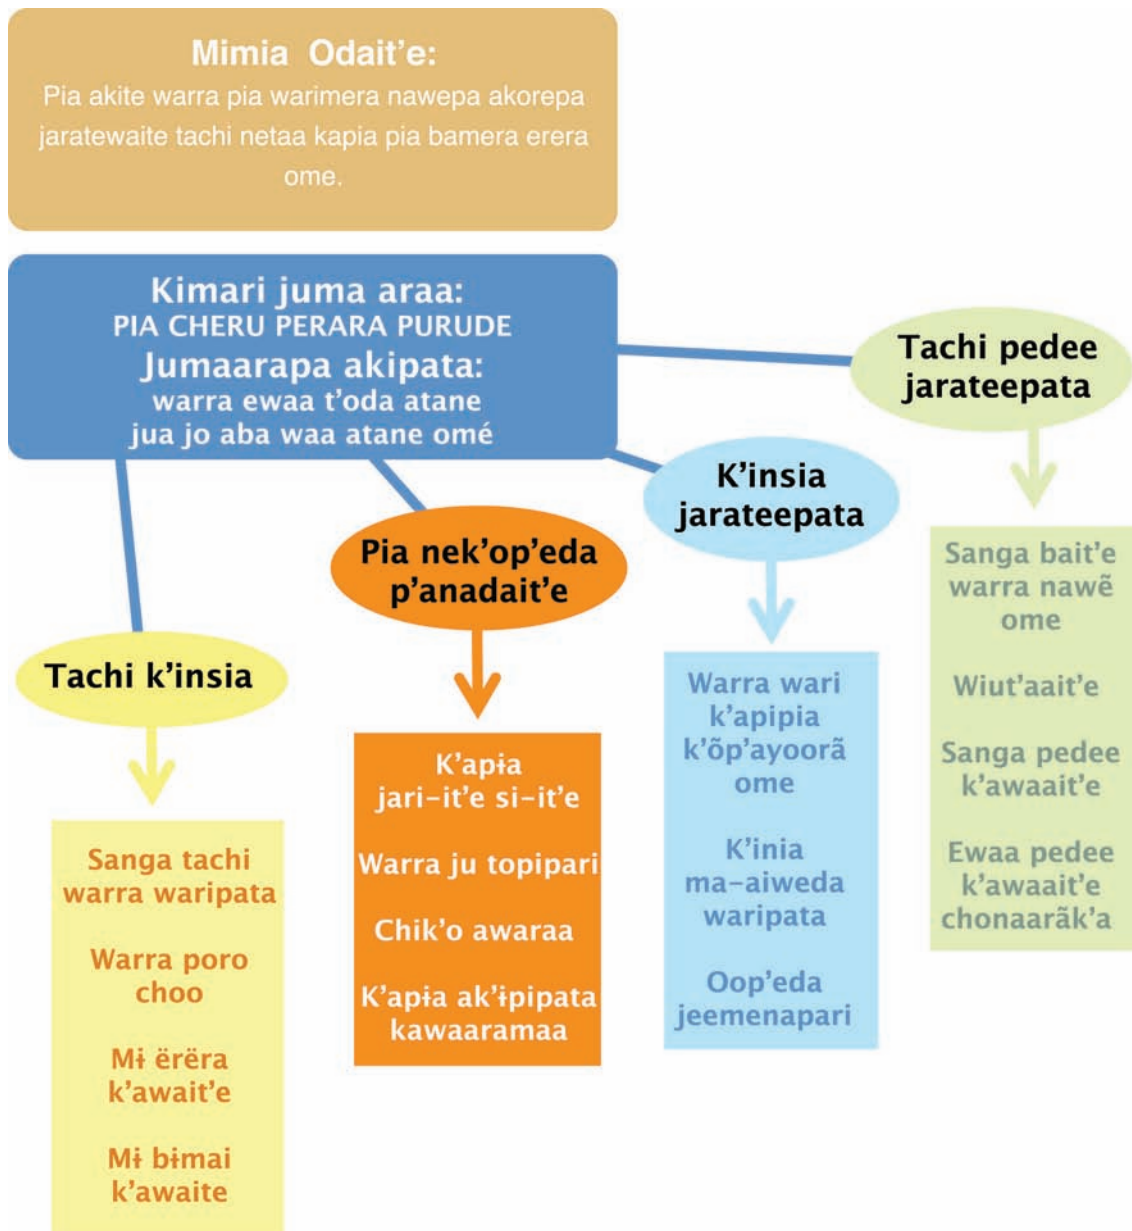 Mimia Odait’e:
Pia akite warra pia warimera nawepa akorepa
jaratewaite tachi netaa kapia pia bamera erera
ome.
Kimari juma araa:
PIA CHERU PERARA PURUDE
Jumaarapa akipata:
warra ewaa t’oda atane
jua jo aba waa atane omé
Tachi pedee
jarateepata
Sanga bait’e
warra nawẽ
ome
Wiut’aait’e
Sanga pedee
k’awaait’e
Ewaa pedee
k’awaait’e
chonaarãk’a
K’insia
jarateepata
Warra wari
k’apipia
k’õp’ayoorã
ome
K’inia
ma-aiweda
waripata
Oop’eda
jeemenapari
Pia nek’op’eda
p’anadait’e
K’apɨa
jari-it’e si-it’e
Warra ju topipari
Chik’o awaraa
K’apɨa ak’ɨpipata
kawaaramaa
Tachi k’insia
Sanga tachi
warra waripata
Warra poro
choo
Mɨ ërëra
k’await’e
Mɨ bɨmai
k’awaite